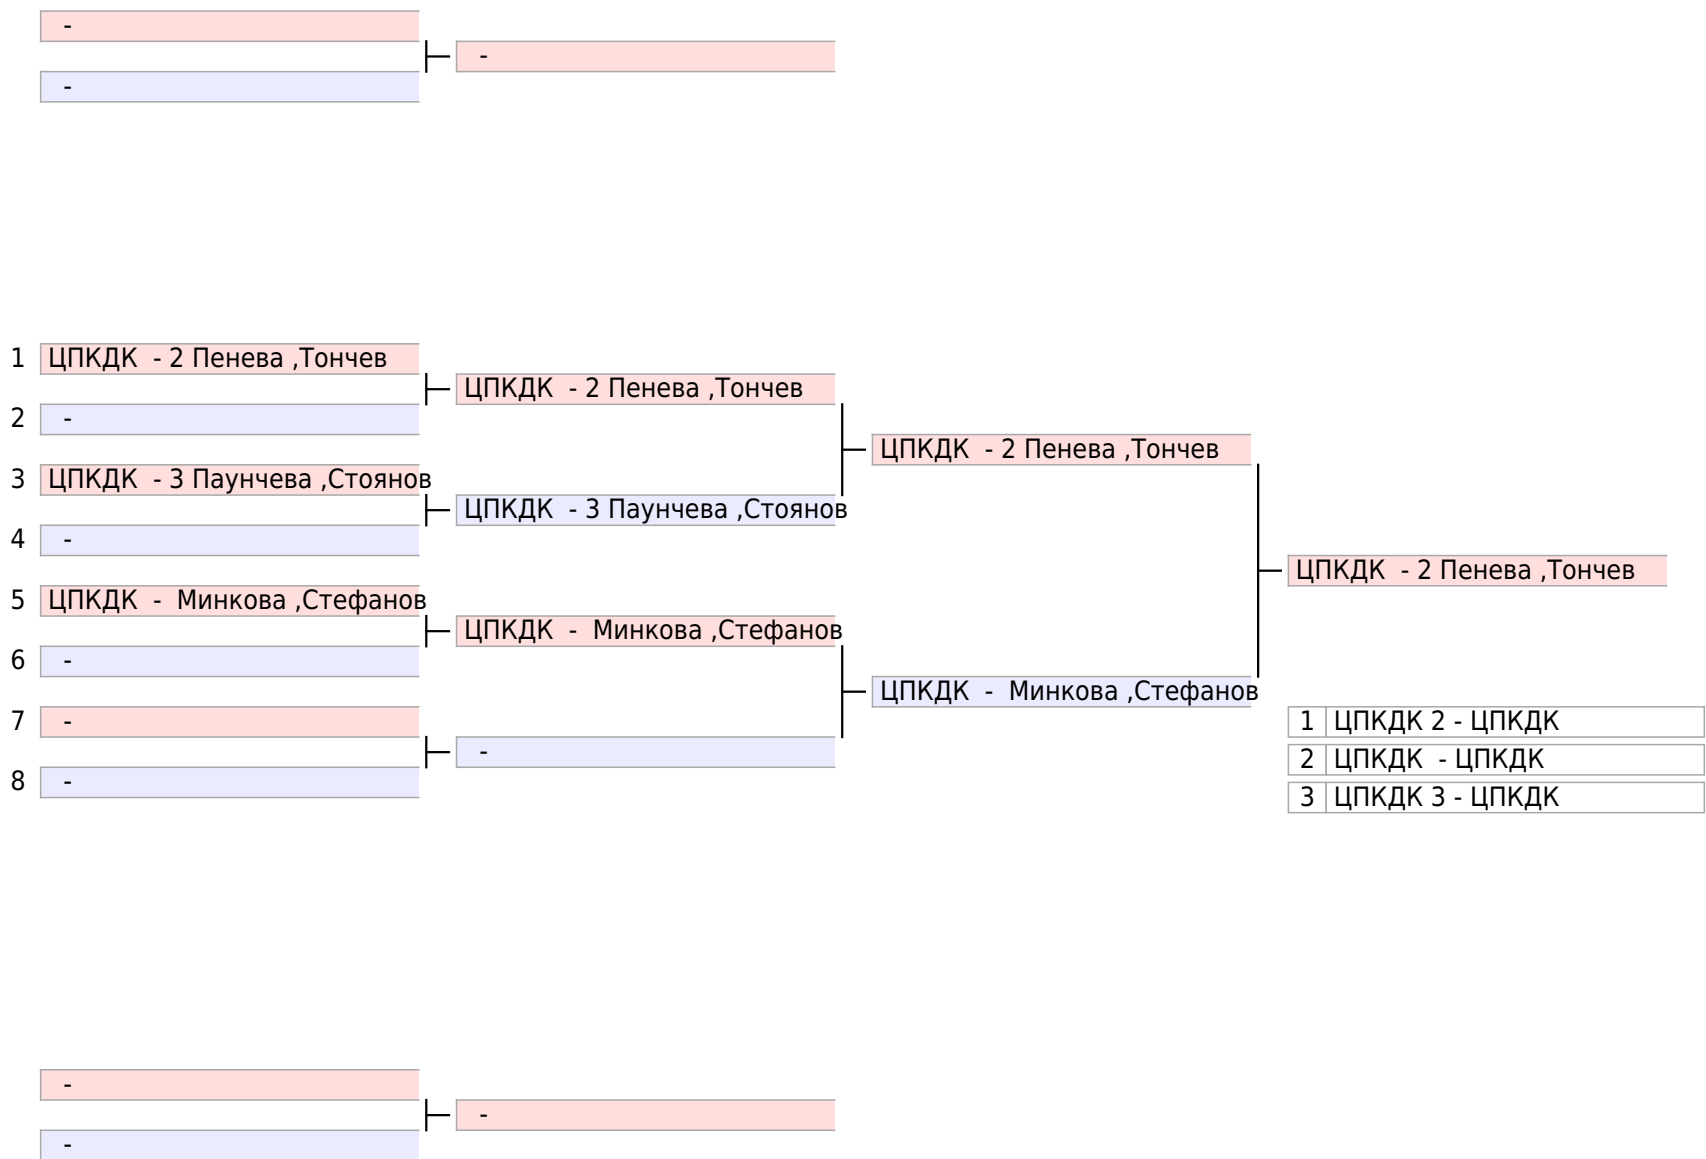 -
-
-
1 ЦПКДК - 2 Пенева ,Тончев
ЦПКДК - 2 Пенева ,Тончев
2 -
ЦПКДК - 2 Пенева ,Тончев
3 ЦПКДК - 3 Паунчева ,Стоянов
ЦПКДК - 3 Паунчева ,Стоянов
4 -
ЦПКДК - 2 Пенева ,Тончев
5 ЦПКДК - Минкова ,Стефанов
ЦПКДК - Минкова ,Стефанов
6 -
ЦПКДК - Минкова ,Стефанов
7 -
1 ЦПКДК 2 - ЦПКДК
-
2 ЦПКДК - ЦПКДК
8 -
3 ЦПКДК 3 - ЦПКДК
-
-
-